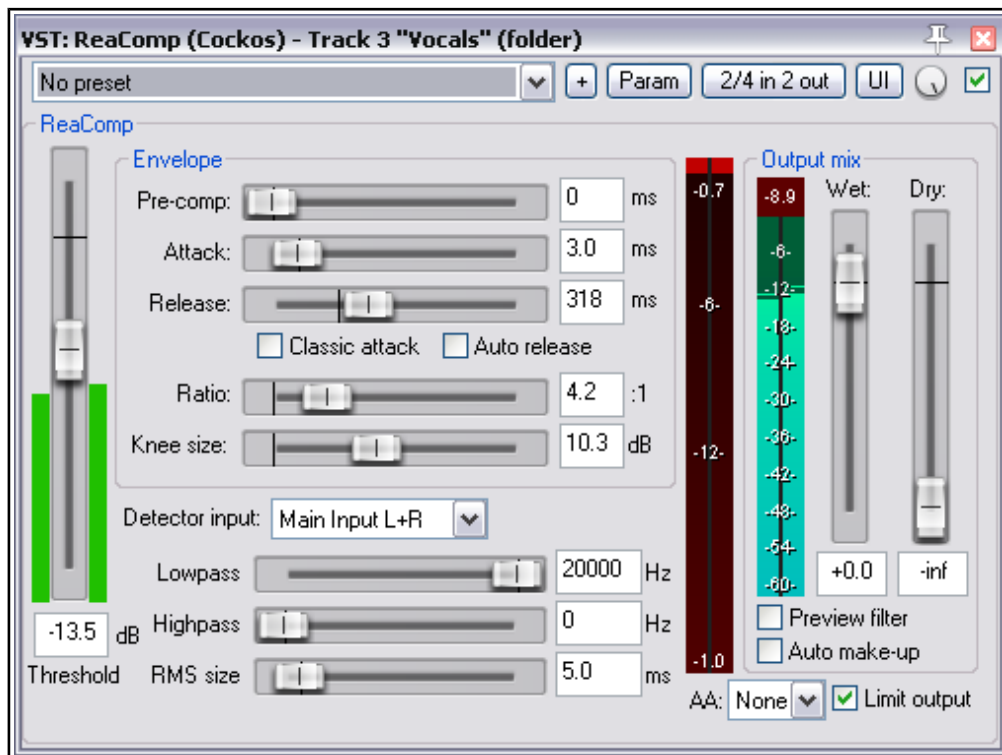 VST: ReaComp (Cockos) - Track 3 "Vocals" (folder)
No preset
+
Param
2/4 in 2 out
UI
ReaComp
Envelope
Pre-comp: 0 ms
Attack: 3.0 ms
Release: 318 ms
Classic attack Auto release
Ratio: 4.2 :1
Knee size: 10.3 dB
Detector input: Main Input L+R
Lowpass 20000 Hz
Highpass 0 Hz
RMS size 5.0 ms
-13.5 dB
Threshold
-0.7
-6-
-12-
-1.0
AA: None
Limit output
Output mix
Wet: Dry:
-8.9
-6-
-12-
-18-
-24-
-30-
-36-
-42-
-48-
-54-
-60-
+0.0 -inf
Preview filter
Auto make-up